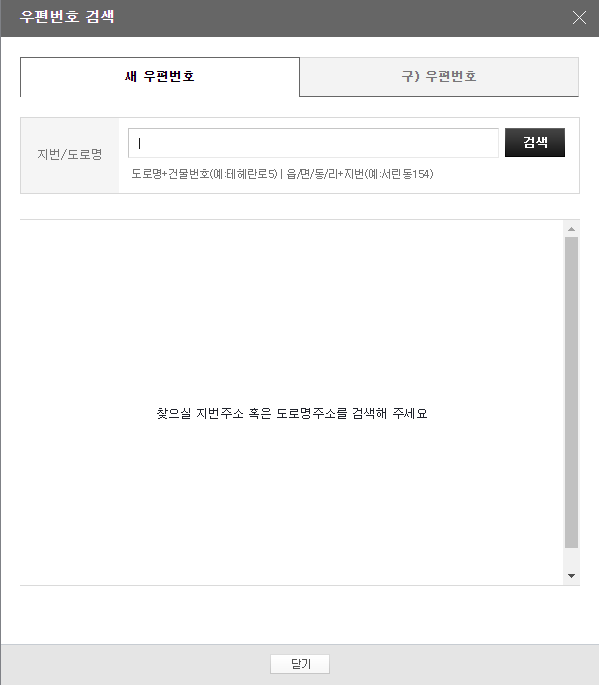 우편번호 검색
새 우편번호
구) 우편번호
지번/도로명
검색
도로명+건물번호(예:테헤란로5) | 읍/면/동/리+지번(예:서린동154)
찾으실 지번주소 혹은 도로명주소를 검색해 주세요
닫기